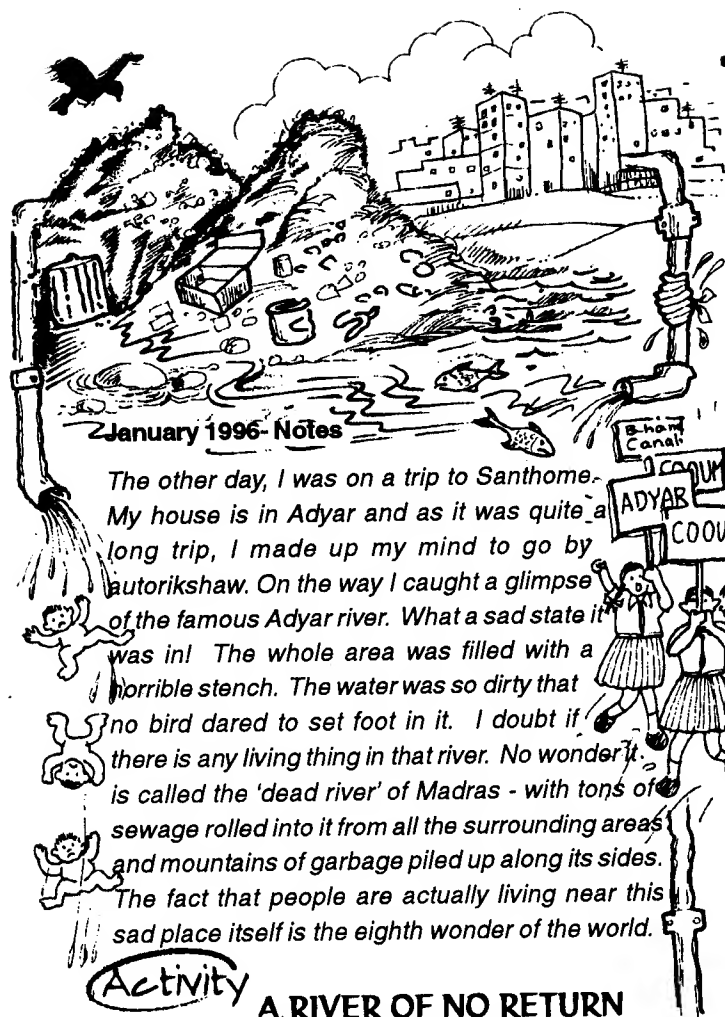 January 1996- Notes
The other day, I was on a trip to Santhome.
My house is in Adyar and as it was quite a
long trip, I made up my mind to go by
autorikshaw. On the way I caught a glimpse
of the famous Adyar river. What a sad state it
was in! The whole area was filled with a
horrible stench. The water was so dirty that
no bird dared to set foot in it. I doubt if
there is any living thing in that river. No wonder it
is called the 'dead river' of Madras - with tons of
sewage rolled into it from all the surrounding areas
and mountains of garbage piled up along its sides.
The fact that people are actually living near this
sad place itself is the eighth wonder of the world.
Canal
COOUM
ADYAR
COOU
Activity
A RIVER OF NO RETURN